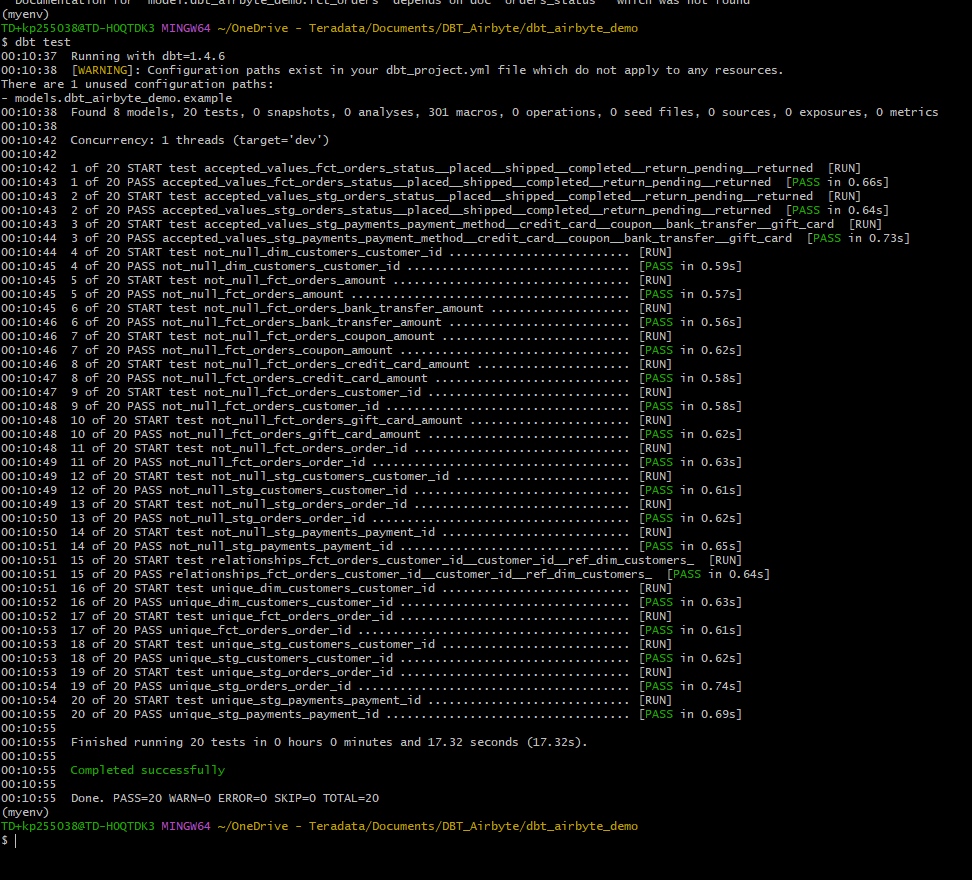 Documentation for 'model.dbt_airbyte_demo.fct_orders' depends on doc 'orders_status'  which was not found
(myenv)
TD+kp255038@TD-H0QTDK3 MINGW64 ~/OneDrive - Teradata/Documents/DBT_Airbyte/dbt_airbyte_demo
$ dbt test
00:10:37  Running with dbt=1.4.6
00:10:38  [WARNING]: Configuration paths exist in your dbt_project.yml file which do not apply to any resources.
There are 1 unused configuration paths:
- models.dbt_airbyte_demo.example
00:10:38  Found 8 models, 20 tests, 0 snapshots, 0 analyses, 301 macros, 0 operations, 0 seed files, 0 sources, 0 exposures, 0 metrics
00:10:38
00:10:42  Concurrency: 1 threads (target='dev')
00:10:42
00:10:42  1 of 20 START test accepted_values_fct_orders_status__placed__shipped__completed__return_pending__returned  [RUN]
00:10:43  1 of 20 PASS accepted_values_fct_orders_status__placed__shipped__completed__return_pending__returned  [PASS in 0.66s]
00:10:43  2 of 20 START test accepted_values_stg_orders_status__placed__shipped__completed__return_pending__returned  [RUN]
00:10:43  2 of 20 PASS accepted_values_stg_orders_status__placed__shipped__completed__return_pending__returned  [PASS in 0.64s]
00:10:43  3 of 20 START test accepted_values_stg_payments_payment_method__credit_card__coupon__bank_transfer__gift_card  [RUN]
00:10:44  3 of 20 PASS accepted_values_stg_payments_payment_method__credit_card__coupon__bank_transfer__gift_card  [PASS in 0.73s]
00:10:44  4 of 20 START test not_null_dim_customers_customer_id .......................... [RUN]
00:10:45  4 of 20 PASS not_null_dim_customers_customer_id ................................ [PASS in 0.59s]
00:10:45  5 of 20 START test not_null_fct_orders_amount .................................. [RUN]
00:10:45  5 of 20 PASS not_null_fct_orders_amount ........................................ [PASS in 0.57s]
00:10:45  6 of 20 START test not_null_fct_orders_bank_transfer_amount .................... [RUN]
00:10:46  6 of 20 PASS not_null_fct_orders_bank_transfer_amount .......................... [PASS in 0.56s]
00:10:46  7 of 20 START test not_null_fct_orders_coupon_amount ........................... [RUN]
00:10:46  7 of 20 PASS not_null_fct_orders_coupon_amount ................................. [PASS in 0.62s]
00:10:46  8 of 20 START test not_null_fct_orders_credit_card_amount ...................... [RUN]
00:10:47  8 of 20 PASS not_null_fct_orders_credit_card_amount ............................ [PASS in 0.58s]
00:10:47  9 of 20 START test not_null_fct_orders_customer_id ............................. [RUN]
00:10:48  9 of 20 PASS not_null_fct_orders_customer_id ................................... [PASS in 0.58s]
00:10:48  10 of 20 START test not_null_fct_orders_gift_card_amount ....................... [RUN]
00:10:48  10 of 20 PASS not_null_fct_orders_gift_card_amount ............................. [PASS in 0.62s]
00:10:48  11 of 20 START test not_null_fct_orders_order_id ............................... [RUN]
00:10:49  11 of 20 PASS not_null_fct_orders_order_id ..................................... [PASS in 0.63s]
00:10:49  12 of 20 START test not_null_stg_customers_customer_id ......................... [RUN]
00:10:49  12 of 20 PASS not_null_stg_customers_customer_id ............................... [PASS in 0.61s]
00:10:49  13 of 20 START test not_null_stg_orders_order_id ............................... [RUN]
00:10:50  13 of 20 PASS not_null_stg_orders_order_id ..................................... [PASS in 0.62s]
00:10:50  14 of 20 START test not_null_stg_payments_payment_id ........................... [RUN]
00:10:51  14 of 20 PASS not_null_stg_payments_payment_id ................................. [PASS in 0.65s]
00:10:51  15 of 20 START test relationships_fct_orders_customer_id__customer_id__ref_dim_customers_  [RUN]
00:10:51  15 of 20 PASS relationships_fct_orders_customer_id__customer_id__ref_dim_customers_  [PASS in 0.64s]
00:10:51  16 of 20 START test unique_dim_customers_customer_id ........................... [RUN]
00:10:52  16 of 20 PASS unique_dim_customers_customer_id ................................. [PASS in 0.63s]
00:10:52  17 of 20 START test unique_fct_orders_order_id ................................. [RUN]
00:10:53  17 of 20 PASS unique_fct_orders_order_id ....................................... [PASS in 0.61s]
00:10:53  18 of 20 START test unique_stg_customers_customer_id ........................... [RUN]
00:10:53  18 of 20 PASS unique_stg_customers_customer_id ................................. [PASS in 0.62s]
00:10:53  19 of 20 START test unique_stg_orders_order_id ................................. [RUN]
00:10:54  19 of 20 PASS unique_stg_orders_order_id ....................................... [PASS in 0.74s]
00:10:54  20 of 20 START test unique_stg_payments_payment_id ............................. [RUN]
00:10:55  20 of 20 PASS unique_stg_payments_payment_id ................................... [PASS in 0.69s]
00:10:55
00:10:55  Finished running 20 tests in 0 hours 0 minutes and 17.32 seconds (17.32s).
00:10:55
00:10:55  Completed successfully
00:10:55
00:10:55  Done. PASS=20 WARN=0 ERROR=0 SKIP=0 TOTAL=20
(myenv)
TD+kp255038@TD-H0QTDK3 MINGW64 ~/OneDrive - Teradata/Documents/DBT_Airbyte/dbt_airbyte_demo
$